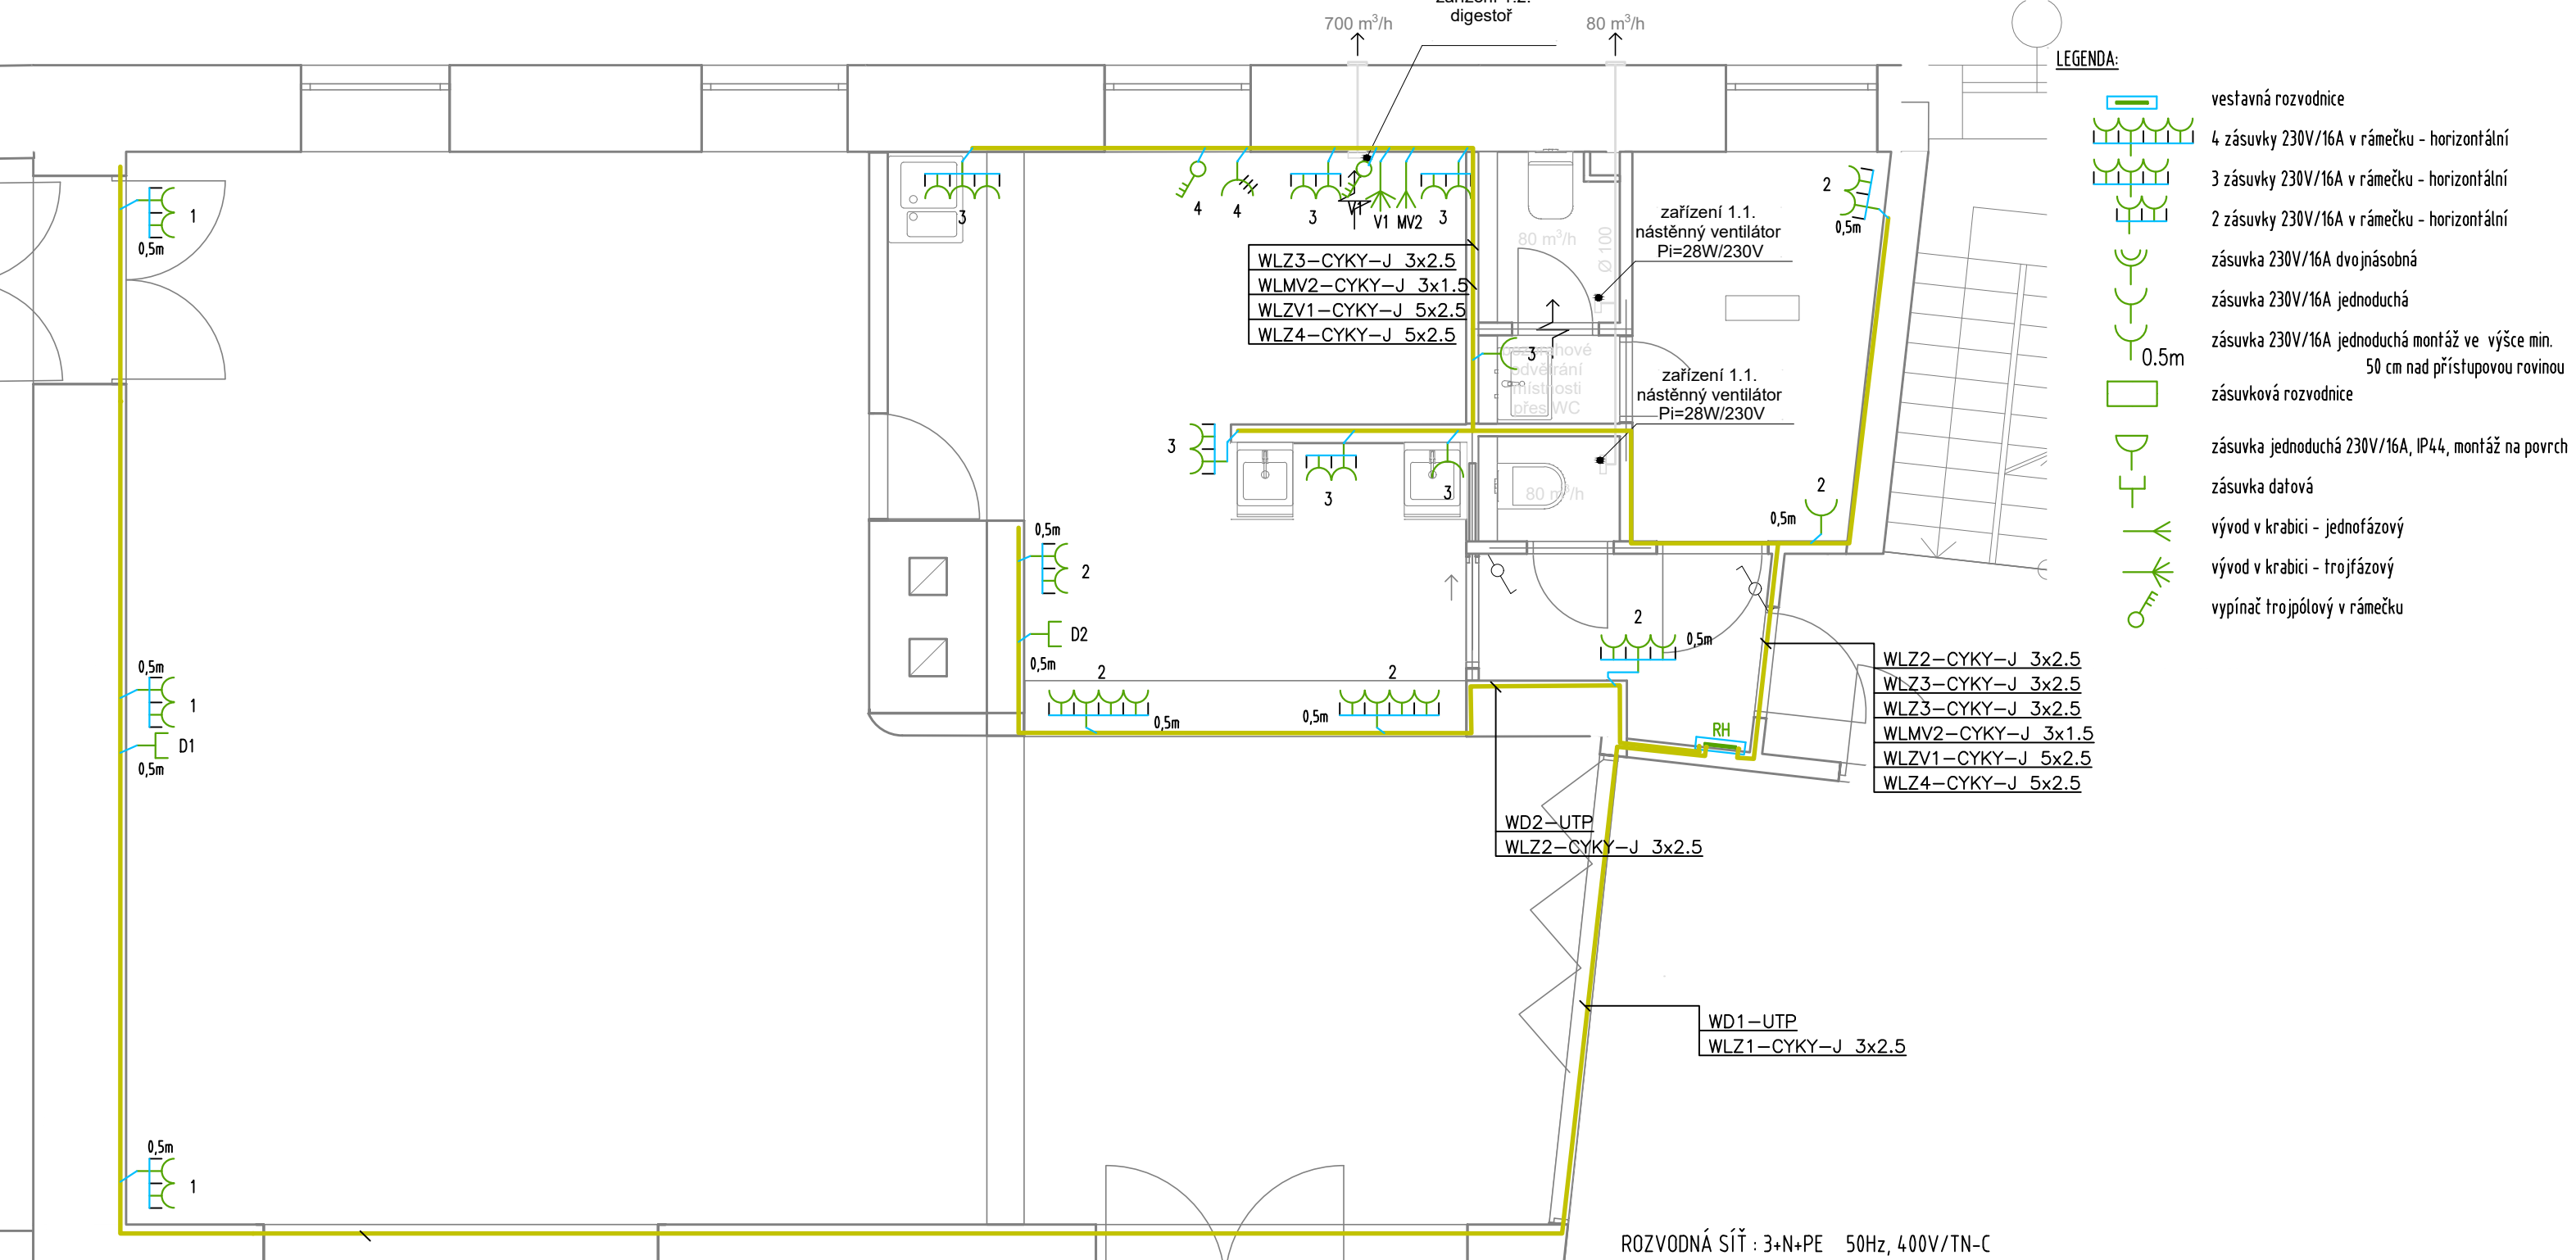 zařízení 1.2.
digestoř
700 m³/h
80 m³/h
LEGENDA:
vestavná rozvodnice
4 zásuvky 230V/16A v rámečku - horizontální
3 zásuvky 230V/16A v rámečku - horizontální
2 zásuvky 230V/16A v rámečku - horizontální
zásuvka 230V/16A dvojnásobná
zásuvka 230V/16A jednoduchá
zásuvka 230V/16A jednoduchá montáž ve výšce min.
0.5m
50 cm nad přístupovou rovinou
zásuvková rozvodnice
zásuvka jednoduchá 230V/16A, IP44, montáž na povrch
zásuvka datová
vývod v krabici - jednofázový
vývod v krabici - trojfázový
vypínač trojpólový v rámečku
1
0,5m
3
4
4
3
V1
V1
MV2
3
2
0,5m
zařízení 1.1.
nástěnný ventilátor
Pi=28W/230V
80 m³/h
Ø 100
WLZ3-CYKY-J 3x2.5
WLMV2-CYKY-J 3x1.5
WLZV1-CYKY-J 5x2.5
WLZ4-CYKY-J 5x2.5
3
odvětrání
místnosti
přes WC
zařízení 1.1.
nástěnný ventilátor
Pi=28W/230V
3
3
3
80 m³/h
2
0,5m
0,5m
2
D2
0,5m
2
0,5m
2
0,5m
2
0,5m
RH
0,5m
1
D1
0,5m
WLZ2-CYKY-J 3x2.5
WLZ3-CYKY-J 3x2.5
WLZ3-CYKY-J 3x2.5
WLMV2-CYKY-J 3x1.5
WLZV1-CYKY-J 5x2.5
WLZ4-CYKY-J 5x2.5
WD2-UTP
WLZ2-CYKY-J 3x2.5
WD1-UTP
WLZ1-CYKY-J 3x2.5
0,5m
1
ROZVODNÁ SÍŤ : 3+N+PE 50Hz, 400V/TN-C